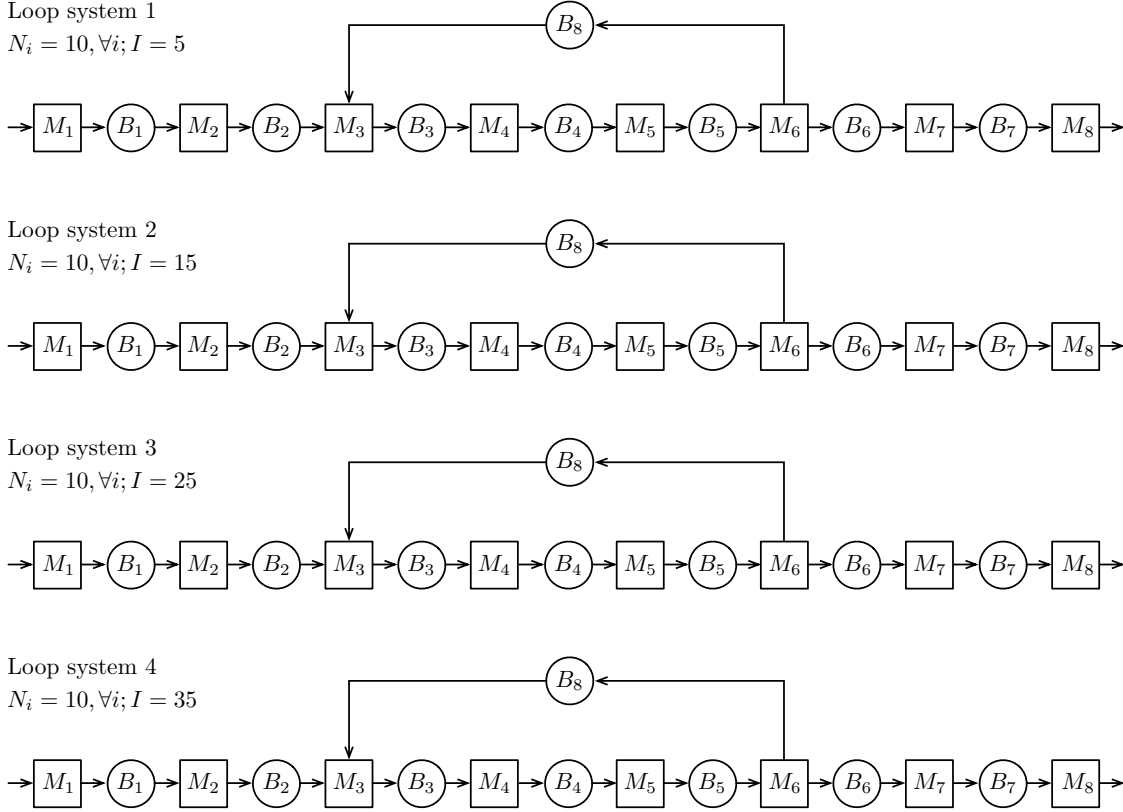 Loop system 1
N_i = 10, ∀i; I = 5
B_8
M_1 B_1 M_2 B_2 M_3 B_3 M_4 B_4 M_5 B_5 M_6 B_6 M_7 B_7 M_8
Loop system 2
N_i = 10, ∀i; I = 15
B_8
M_1 B_1 M_2 B_2 M_3 B_3 M_4 B_4 M_5 B_5 M_6 B_6 M_7 B_7 M_8
Loop system 3
N_i = 10, ∀i; I = 25
B_8
M_1 B_1 M_2 B_2 M_3 B_3 M_4 B_4 M_5 B_5 M_6 B_6 M_7 B_7 M_8
Loop system 4
N_i = 10, ∀i; I = 35
B_8
M_1 B_1 M_2 B_2 M_3 B_3 M_4 B_4 M_5 B_5 M_6 B_6 M_7 B_7 M_8